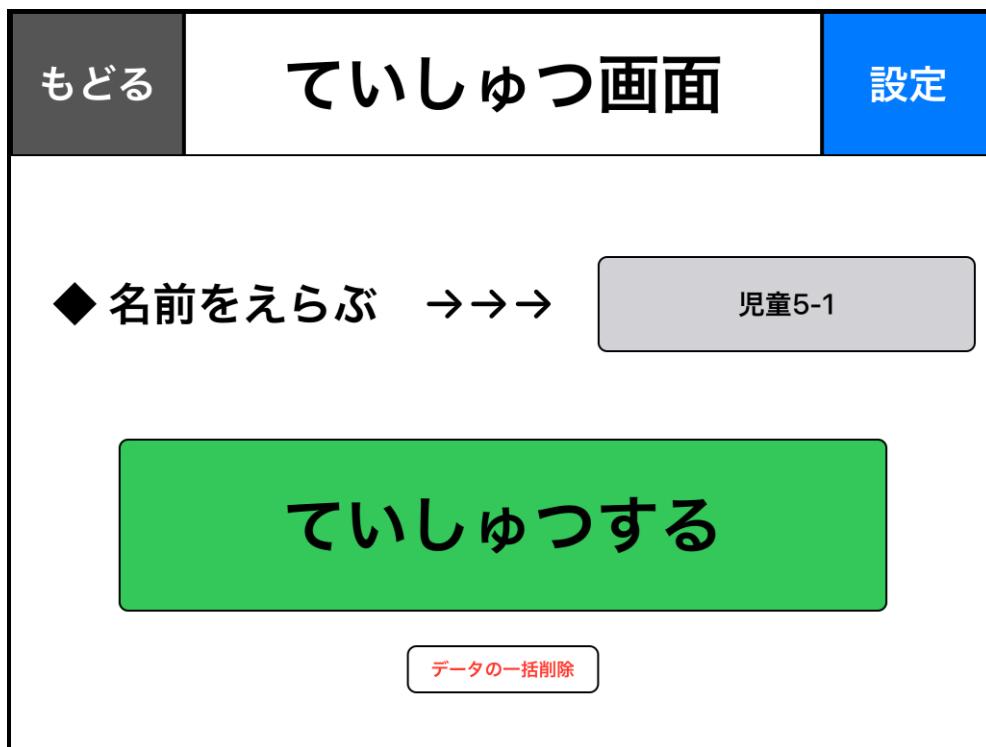 もどる
ていしゅつ画面
設定
◆ 名前をえらぶ →→→
児童5-1
ていしゅつする
データの一括削除